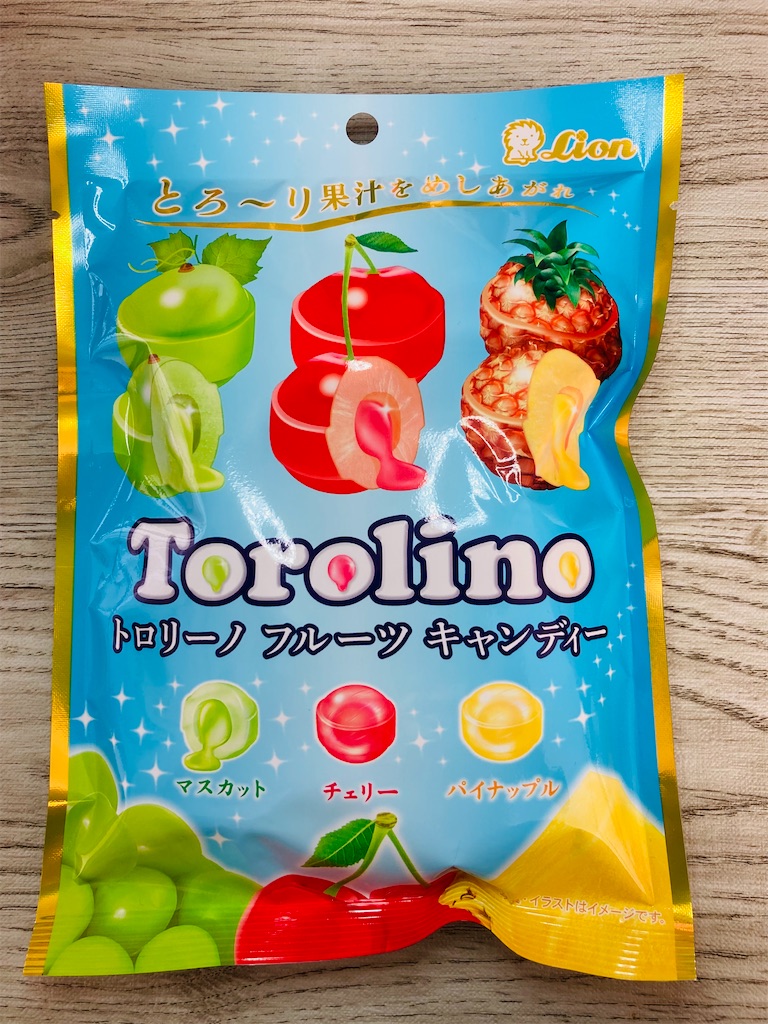 Lion
とろ〜り果汁をめしあがれ
Torolino
トロリーノ フルーツ キャンディー
マスカット チェリー パイナップル
イラストはイメージです。